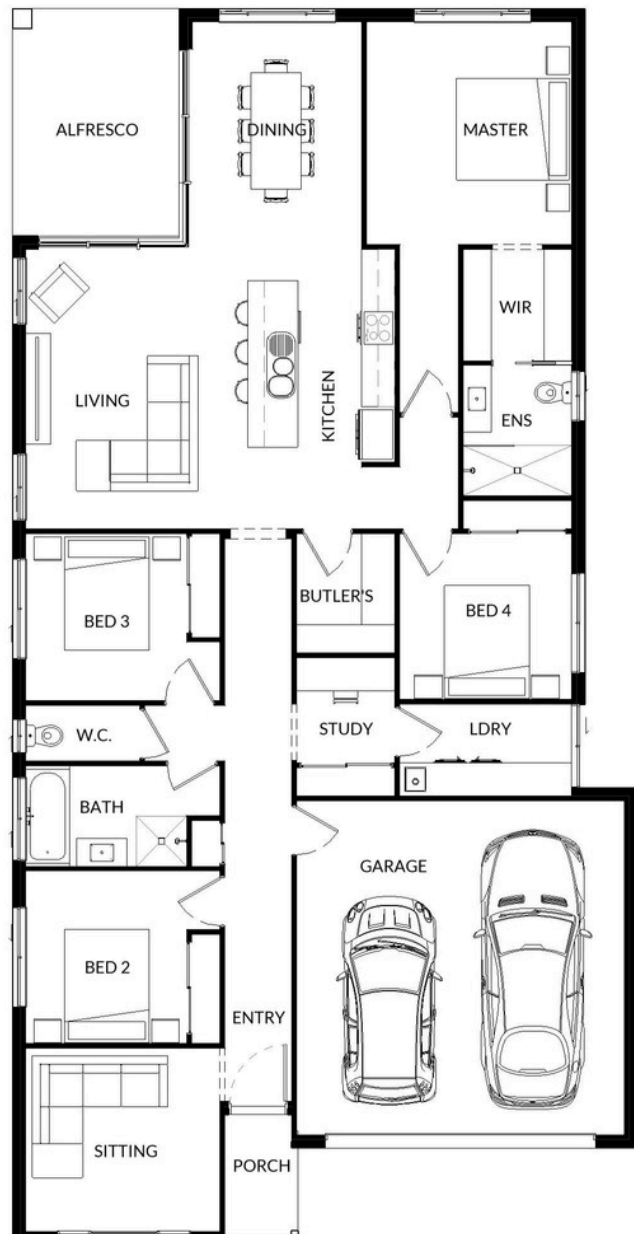 ALFRESCO
DINING
MASTER
WIR
LIVING
KITCHEN
ENS
BED 3
BUTLER'S
BED 4
W.C.
STUDY
LDRY
BATH
GARAGE
BED 2
ENTRY
SITTING
PORCH